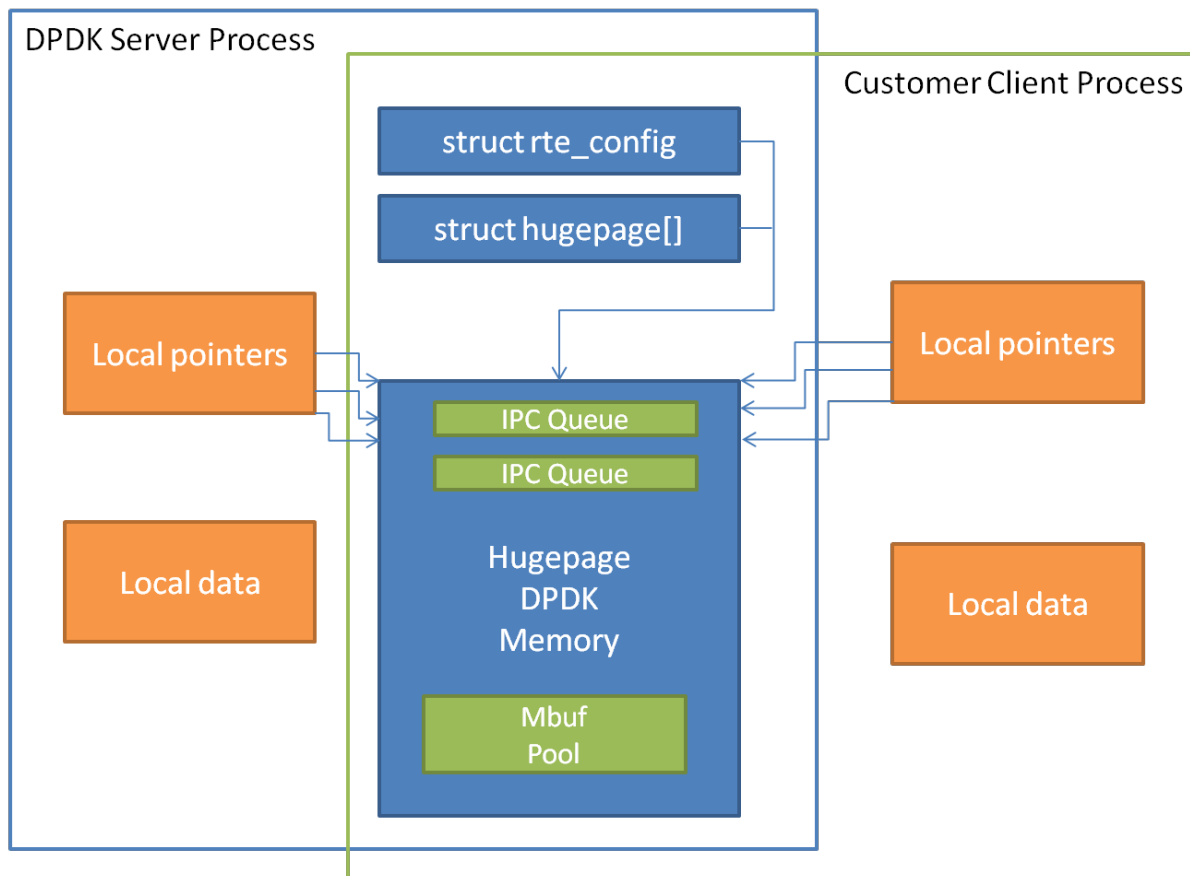 DPDK Server Process
Customer Client Process
struct rte_config
struct hugepage[]
Local pointers
Local pointers
IPC Queue
IPC Queue
Hugepage
DPDK
Memory
Local data
Local data
Mbuf
Pool